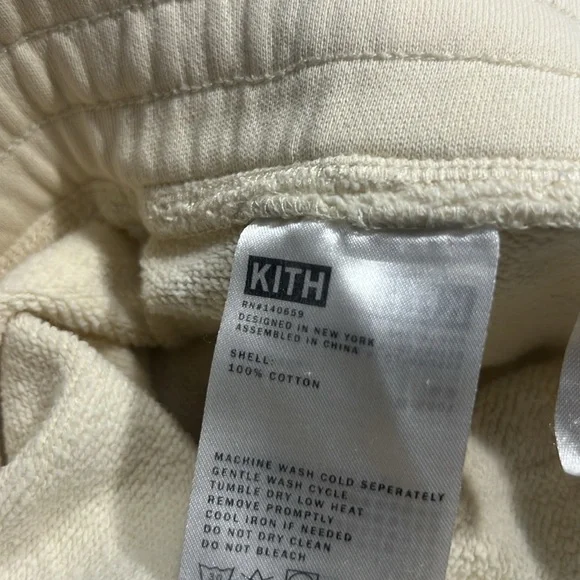 KITH
RN#140659
DESIGNED IN NEW YORK
ASSEMBLED IN CHINA
SHELL:
100% COTTON
MACHINE WASH COLD SEPERATELY
GENTLE WASH CYCLE
TUMBLE DRY LOW HEAT
REMOVE PROMPTLY
COOL IRON IF NEEDED
DO NOT DRY CLEAN
DO NOT BLEACH
30